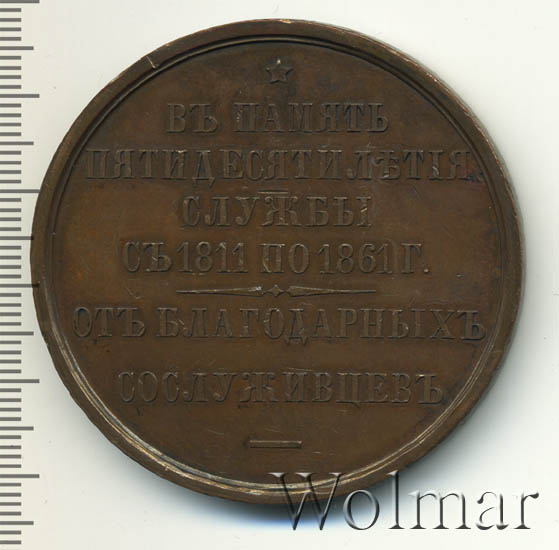 ВЪ ПАМЯТЬ
ПЯТИДЕСЯТИЛѢТІЯ
СЛУЖБЫ
СЪ 1811 ПО 1861 Г.
ОТЪ БЛАГОДАРНЫХЪ
СОСЛУЖИВЦЕВЪ
Wolmar